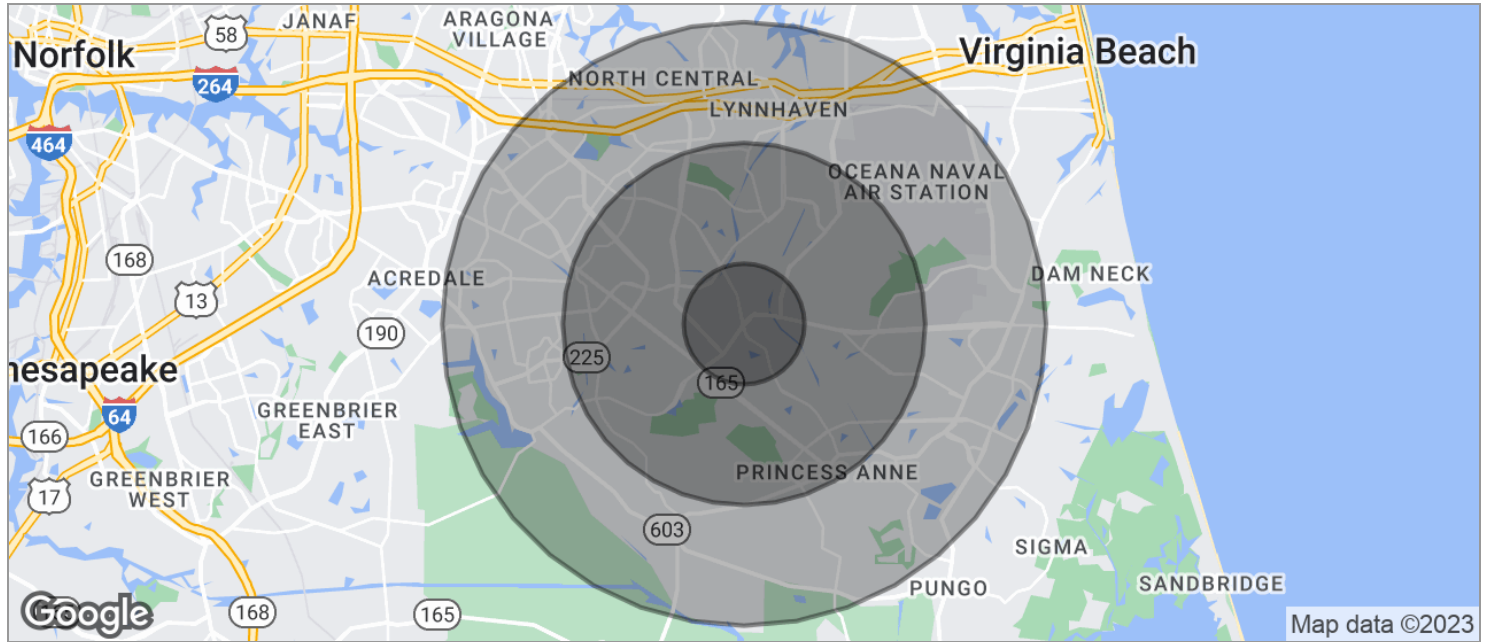 JANAF
ARAGONA
VILLAGE
58
Norfolk
Virginia Beach
NORTH CENTRAL
264
LYNNHAVEN
464
OCEANA NAVAL
AIR STATION
168
ACREDALE
DAM NECK
13
190
225
hesapeake
165
64
GREENBRIER
EAST
166
PRINCESS ANNE
GREENBRIER
WEST
17
603
SIGMA
PUNGO
SANDBRIDGE
Google
168
165
Map data ©2023